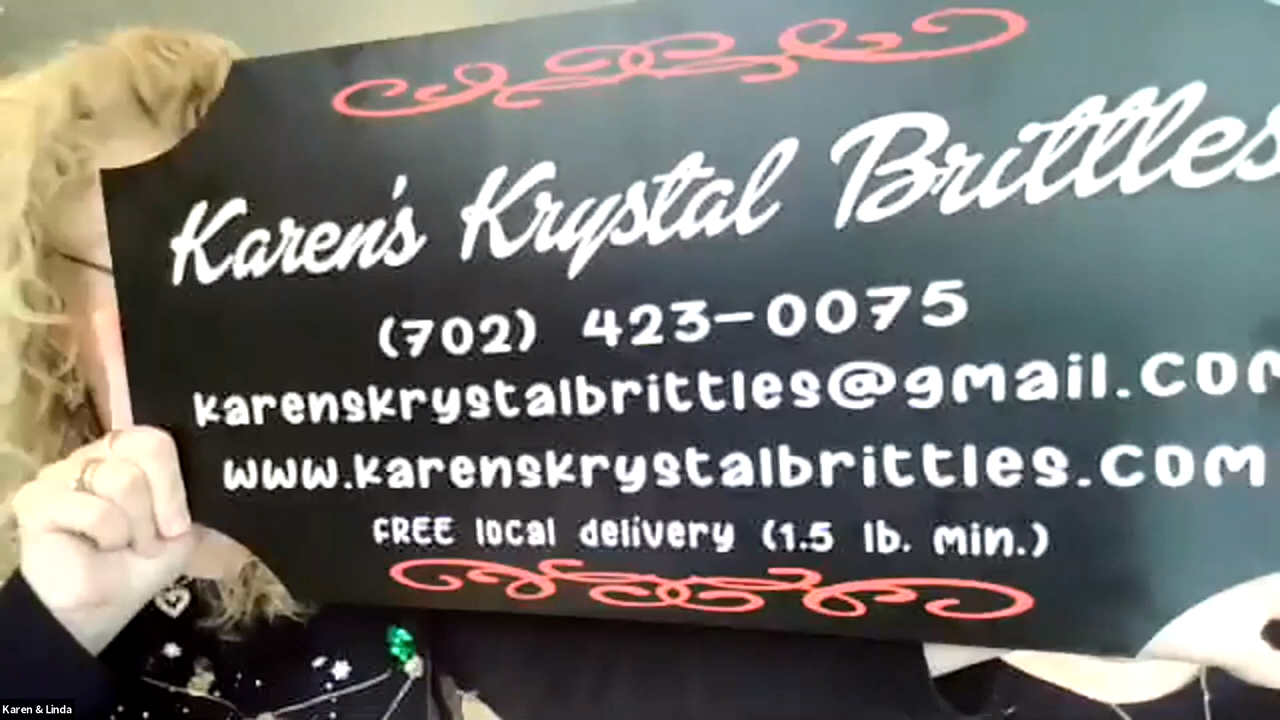 Karen's Krystal Brittles
(702) 423-0075
karenskrystalbrittles@gmail.com
www.karenskrystalbrittles.com
FREE local delivery (1.5 lb. min.)
Karen & Linda